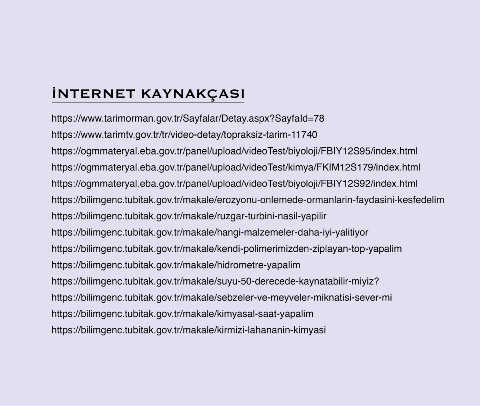 İNTERNET KAYNAKÇASI
https://www.tarimorman.gov.tr/Sayfalar/Detay.aspx?SayfaId=78
https://www.tarimtv.gov.tr/tr/video-detay/topraksiz-tarim-11740
https://ogmmateryal.eba.gov.tr/panel/upload/videoTest/biyoloji/FBIY12S95/index.html
https://ogmmateryal.eba.gov.tr/panel/upload/videoTest/kimya/FKIM12S179/index.html
https://ogmmateryal.eba.gov.tr/panel/upload/videoTest/biyoloji/FBIY12S92/index.html
https://bilimgenc.tubitak.gov.tr/makale/erozyonu-onlemede-ormanlarin-faydasini-kesfedelim
https://bilimgenc.tubitak.gov.tr/makale/ruzgar-turbini-nasil-yapilir
https://bilimgenc.tubitak.gov.tr/makale/hangi-malzemeler-daha-iyi-yalitiyor
https://bilimgenc.tubitak.gov.tr/makale/kendi-polimerimizden-ziplayan-top-yapalim
https://bilimgenc.tubitak.gov.tr/makale/hidrometre-yapalim
https://bilimgenc.tubitak.gov.tr/makale/suyu-50-derecede-kaynatabilir-miyiz?
https://bilimgenc.tubitak.gov.tr/makale/sebzeler-ve-meyveler-miknatisi-sever-mi
https://bilimgenc.tubitak.gov.tr/makale/kimyasal-saat-yapalim
https://bilimgenc.tubitak.gov.tr/makale/kirmizi-lahananin-kimyasi